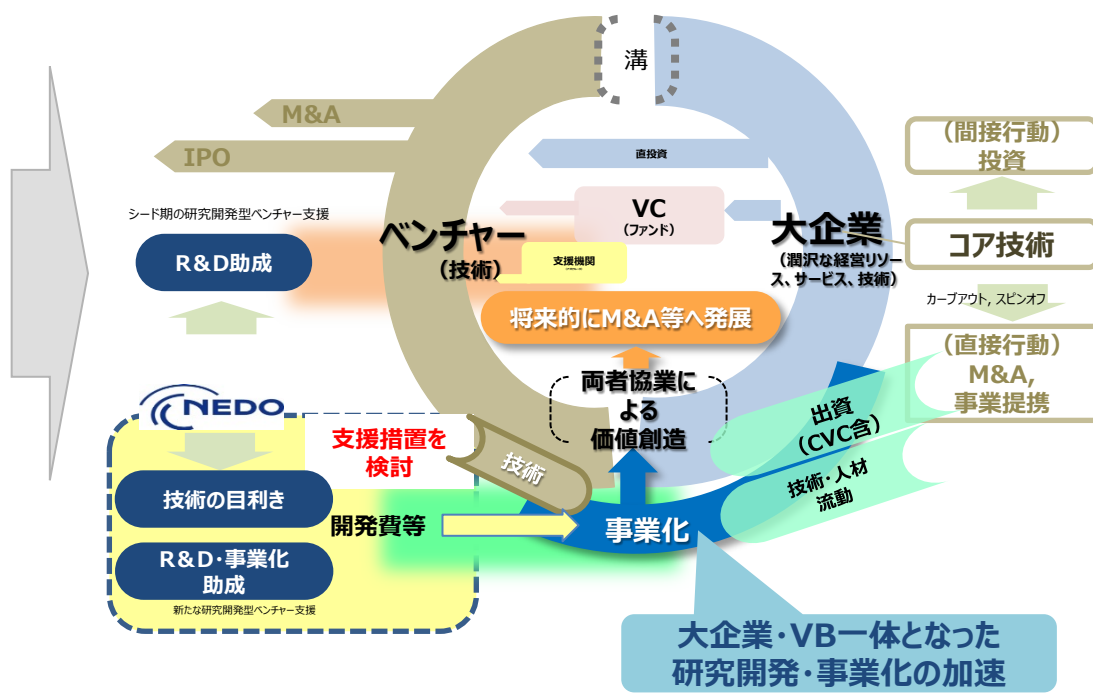 溝
M&A
IPO
直投資
シード期の研究開発型ベンチャー支援
R&D助成
ベンチャー
（技術）
VC
（ファンド）
支援機関
大企業
（潤沢な経営リソー
ス、サービス、技術）
（間接行動）
投資
コア技術
カーブアウト, スピンオフ
（直接行動）
M&A,
事業提携
将来的にM&A等へ発展
両者協業に
よる
価値創造
出資
（CVC含）
技術・人材
流動
NEDO
支援措置を
検討
技術
技術の目利き
開発費等
事業化
R&D・事業化
助成
新たな研究開発型ベンチャー支援
大企業・VB一体となった
研究開発・事業化の加速